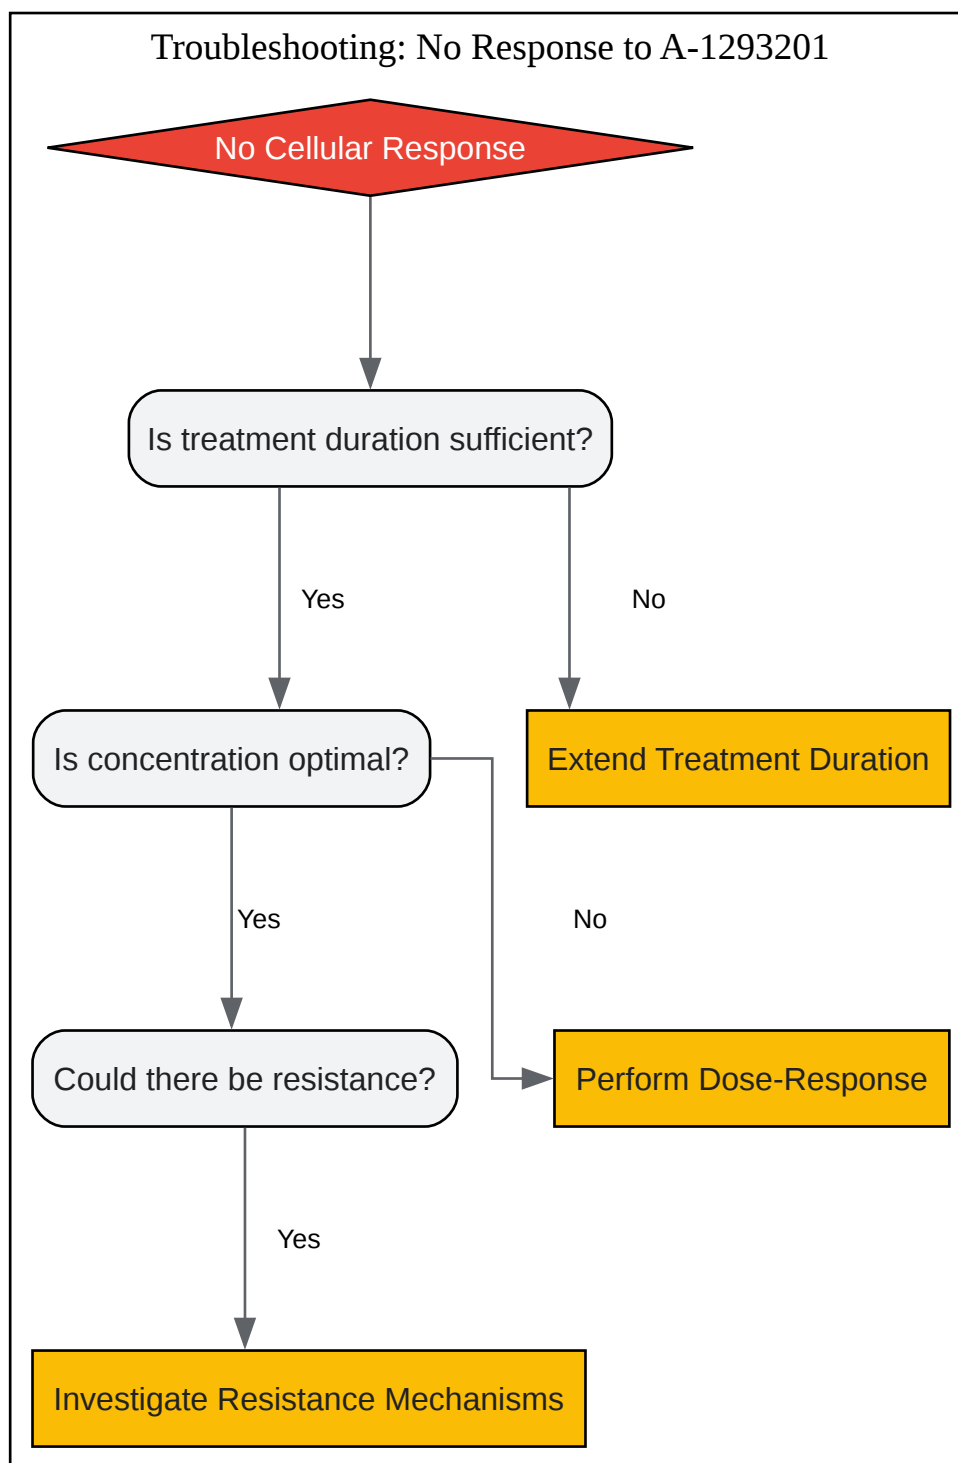 Troubleshooting: No Response to A-1293201
No Cellular Response
Is treatment duration sufficient?
Yes
No
Is concentration optimal?
Extend Treatment Duration
Yes
No
Could there be resistance?
Perform Dose-Response
Yes
Investigate Resistance Mechanisms